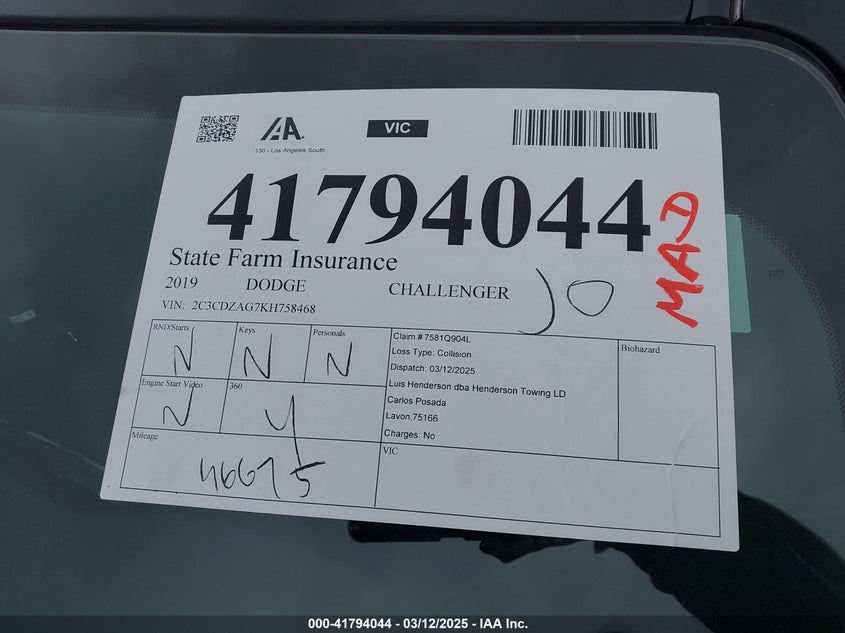 IAA.
VIC
130 - Los Angeles South
41794044
MAD
State Farm Insurance
2019 DODGE CHALLENGER
VIN: 2C3CDZAG7KH758468
RND/Starts Keys Personals
N N N
Engine Start Video 360
N Y
Mileage
46675
Claim # 7581Q904L
Loss Type: Collision
Dispatch: 03/12/2025
Luis Henderson dba Henderson Towing LD
Carlos Posada
Lavon,75166
Charges: No
Biohazard
VIC
000-41794044 - 03/12/2025 - IAA Inc.